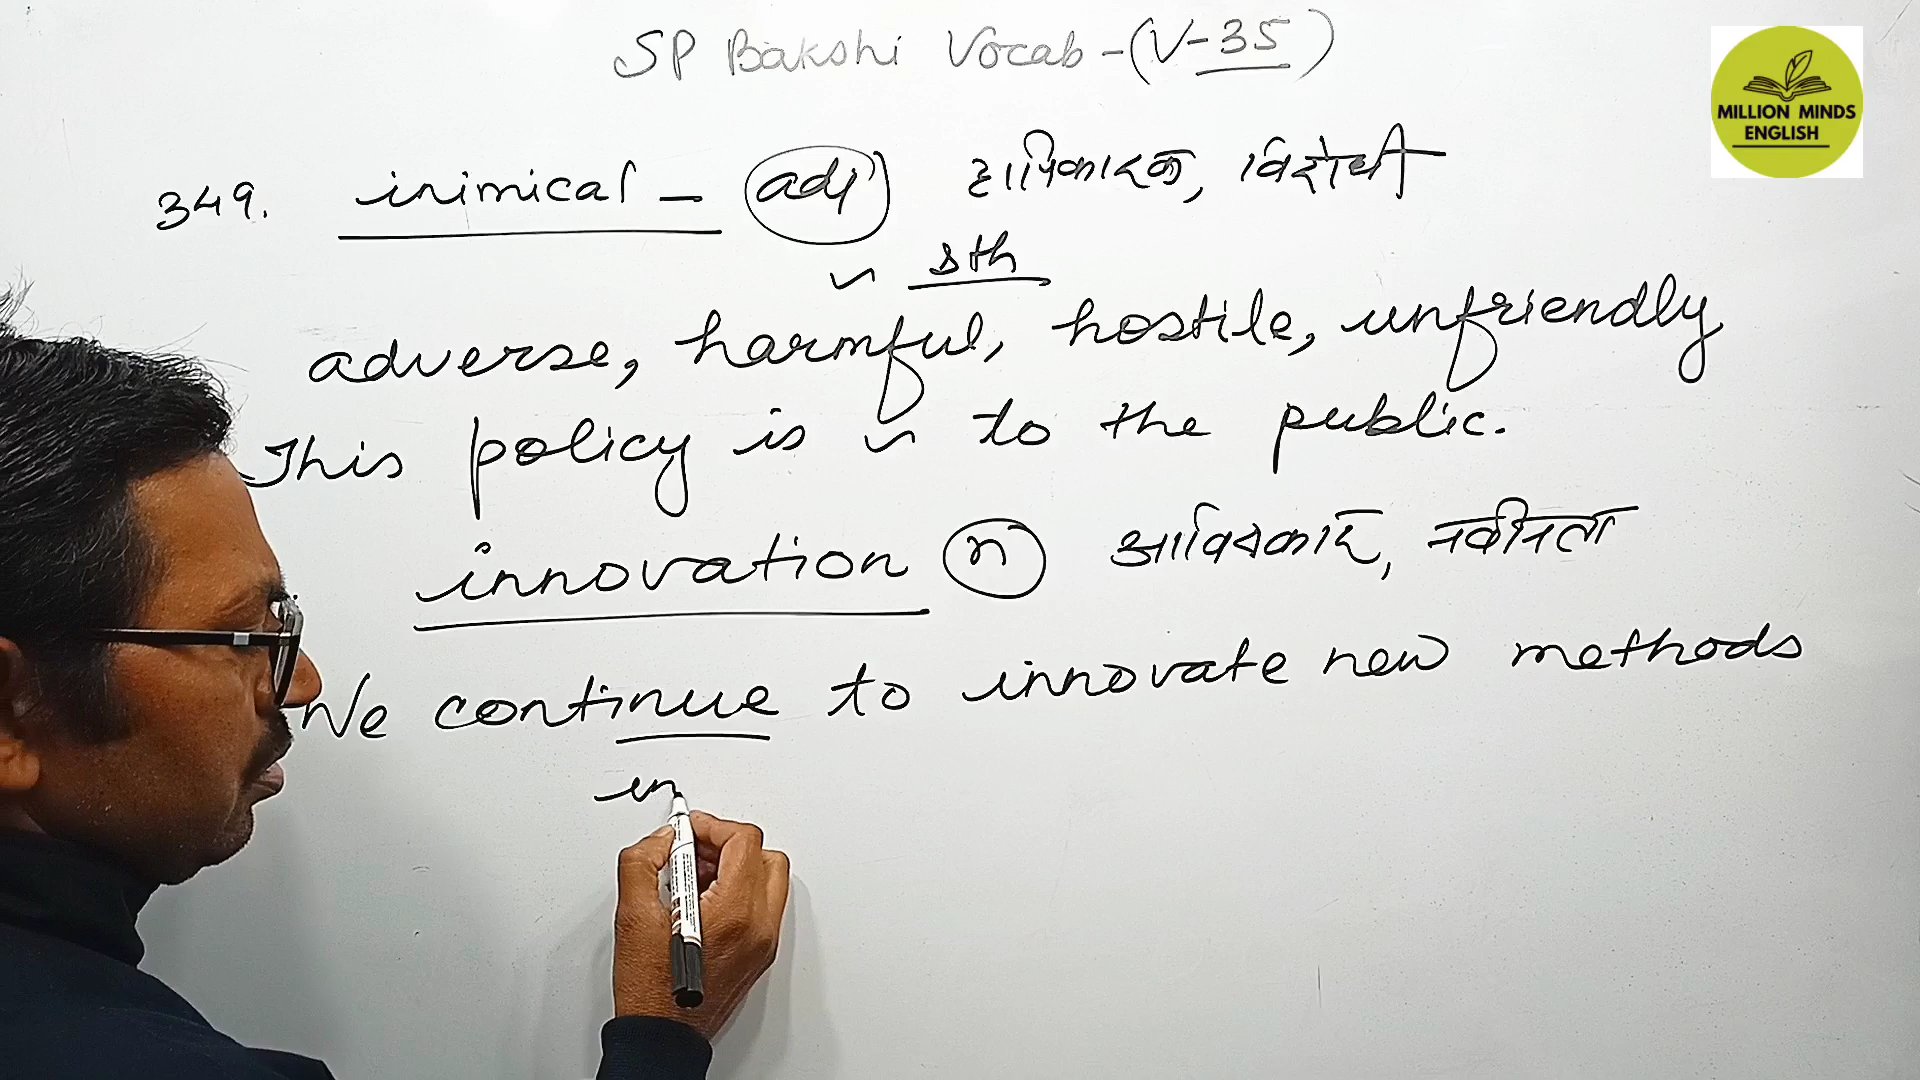 SP Bakshi Vocab - (V-35)
MILLION MINDS
ENGLISH
349. inimical - (adj) हानिकारक, विरोधी
~ sth
adverse, harmful, hostile, unfriendly
This policy is ~ to the public.
innovation (n) आविष्कार, नवीनता
We continue to innovate new methods
in